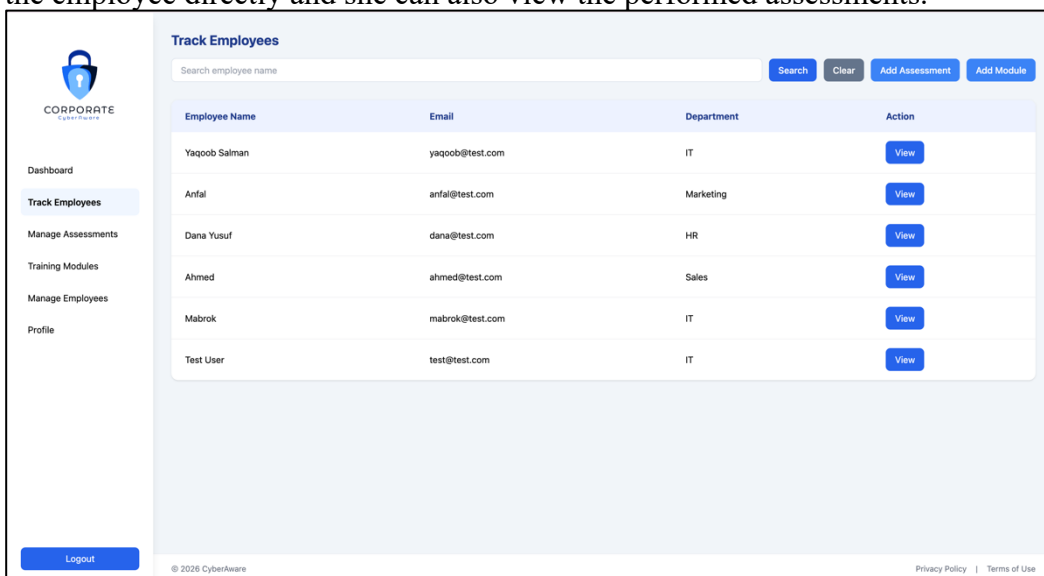 the employee directly and she can also view the performed assessments.
CORPORATE
CyberAware
Dashboard
Track Employees
Manage Assessments
Training Modules
Manage Employees
Profile
Logout
Track Employees
Search employee name Search Clear Add Assessment Add Module
Employee Name Email Department Action
Yaqoob Salman yaqoob@test.com IT View
Anfal anfal@test.com Marketing View
Dana Yusuf dana@test.com HR View
Ahmed ahmed@test.com Sales View
Mabrok mabrok@test.com IT View
Test User test@test.com IT View
© 2026 CyberAware Privacy Policy | Terms of Use